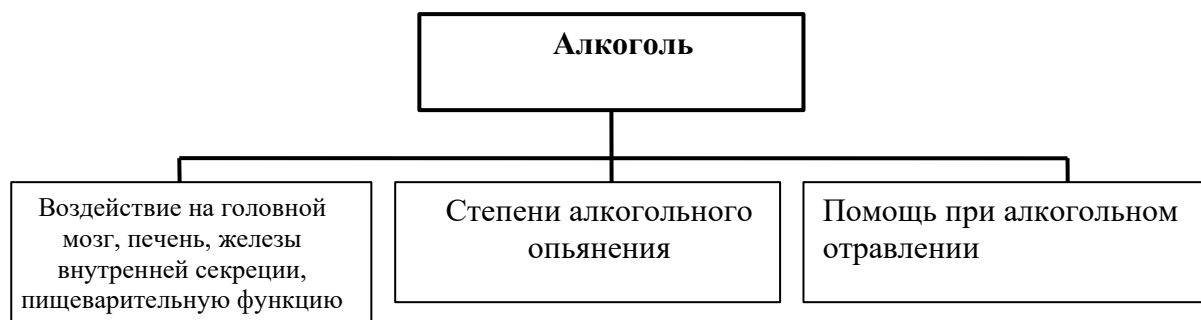 Алкоголь
Воздействие на головной
мозг, печень, железы
внутренней секреции,
пищеварительную функцию
Степени алкогольного
опьянения
Помощь при алкогольном
отравлении